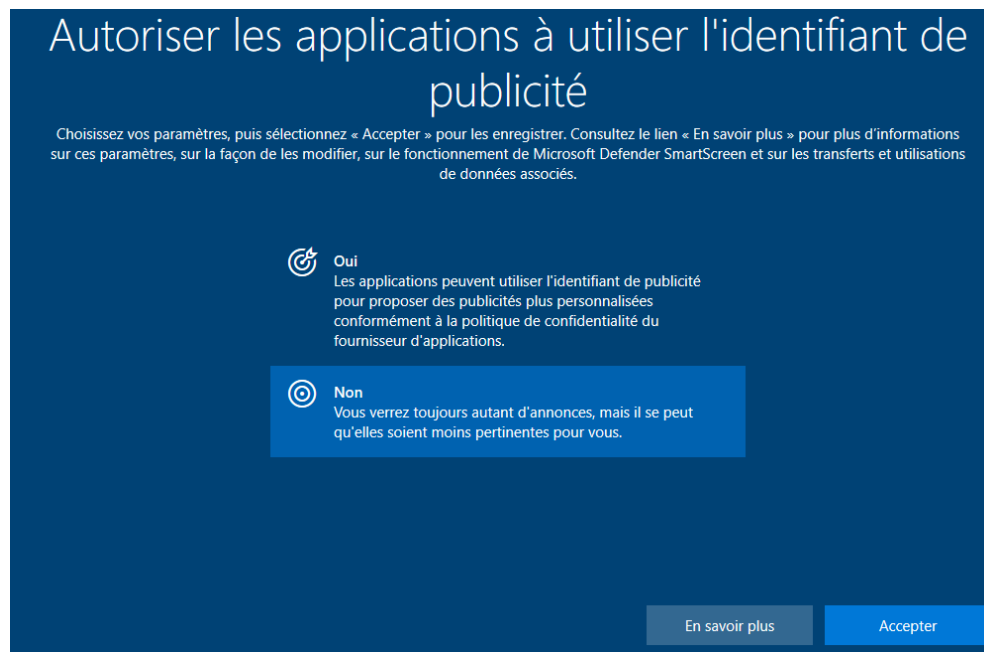 Autoriser les applications à utiliser l'identifiant de
publicité
Choisissez vos paramètres, puis sélectionnez « Accepter » pour les enregistrer. Consultez le lien « En savoir plus » pour plus d’informations
sur ces paramètres, sur la façon de les modifier, sur le fonctionnement de Microsoft Defender SmartScreen et sur les transferts et utilisations
de données associés.
Oui
Les applications peuvent utiliser l'identifiant de publicité
pour proposer des publicités plus personnalisées
conformément à la politique de confidentialité du
fournisseur d'applications.
Non
Vous verrez toujours autant d'annonces, mais il se peut
qu'elles soient moins pertinentes pour vous.
En savoir plus
Accepter